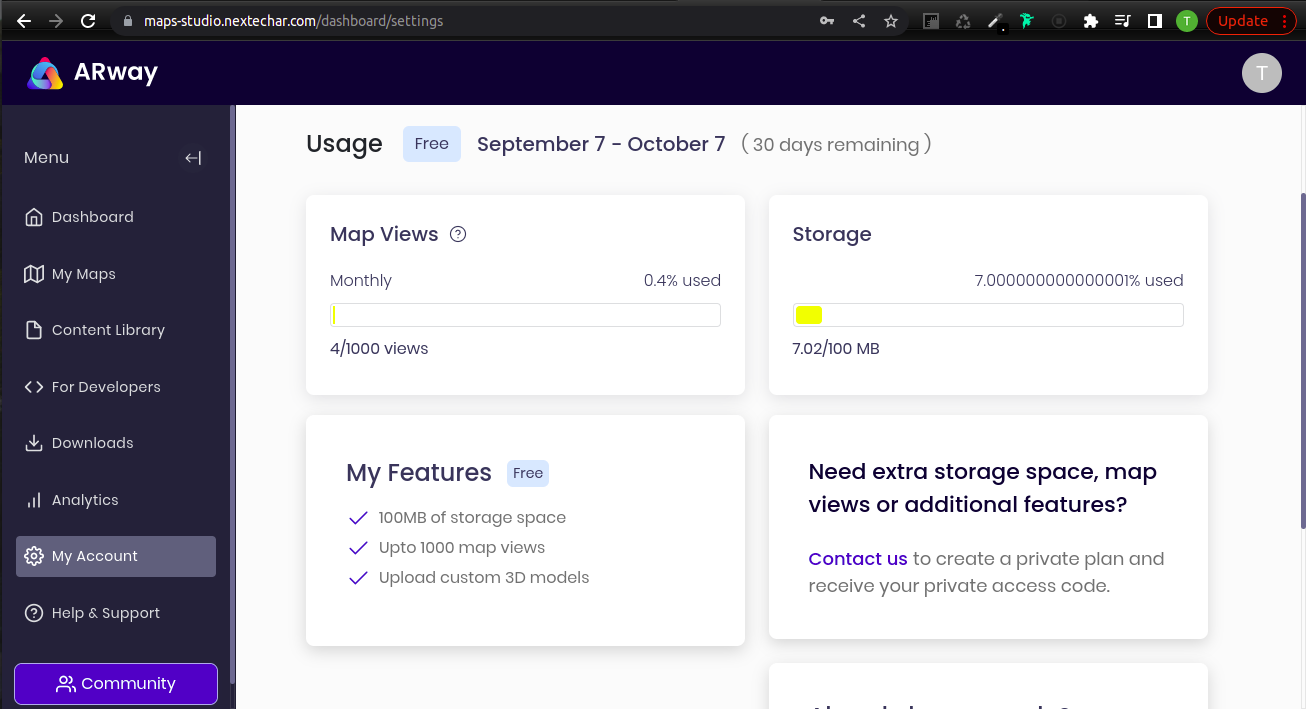 maps-studio.nextechar.com/dashboard/settings
T
Update
ARway
T
Menu
Dashboard
My Maps
Content Library
For Developers
Downloads
Analytics
My Account
Help & Support
Community
Usage Free September 7 - October 7 ( 30 days remaining )
Map Views
Monthly 0.4% used
4/1000 views
Storage
7.000000000000001% used
7.02/100 MB
My Features Free
100MB of storage space
Upto 1000 map views
Upload custom 3D models
Need extra storage space, map
views or additional features?
Contact us to create a private plan and
receive your private access code.